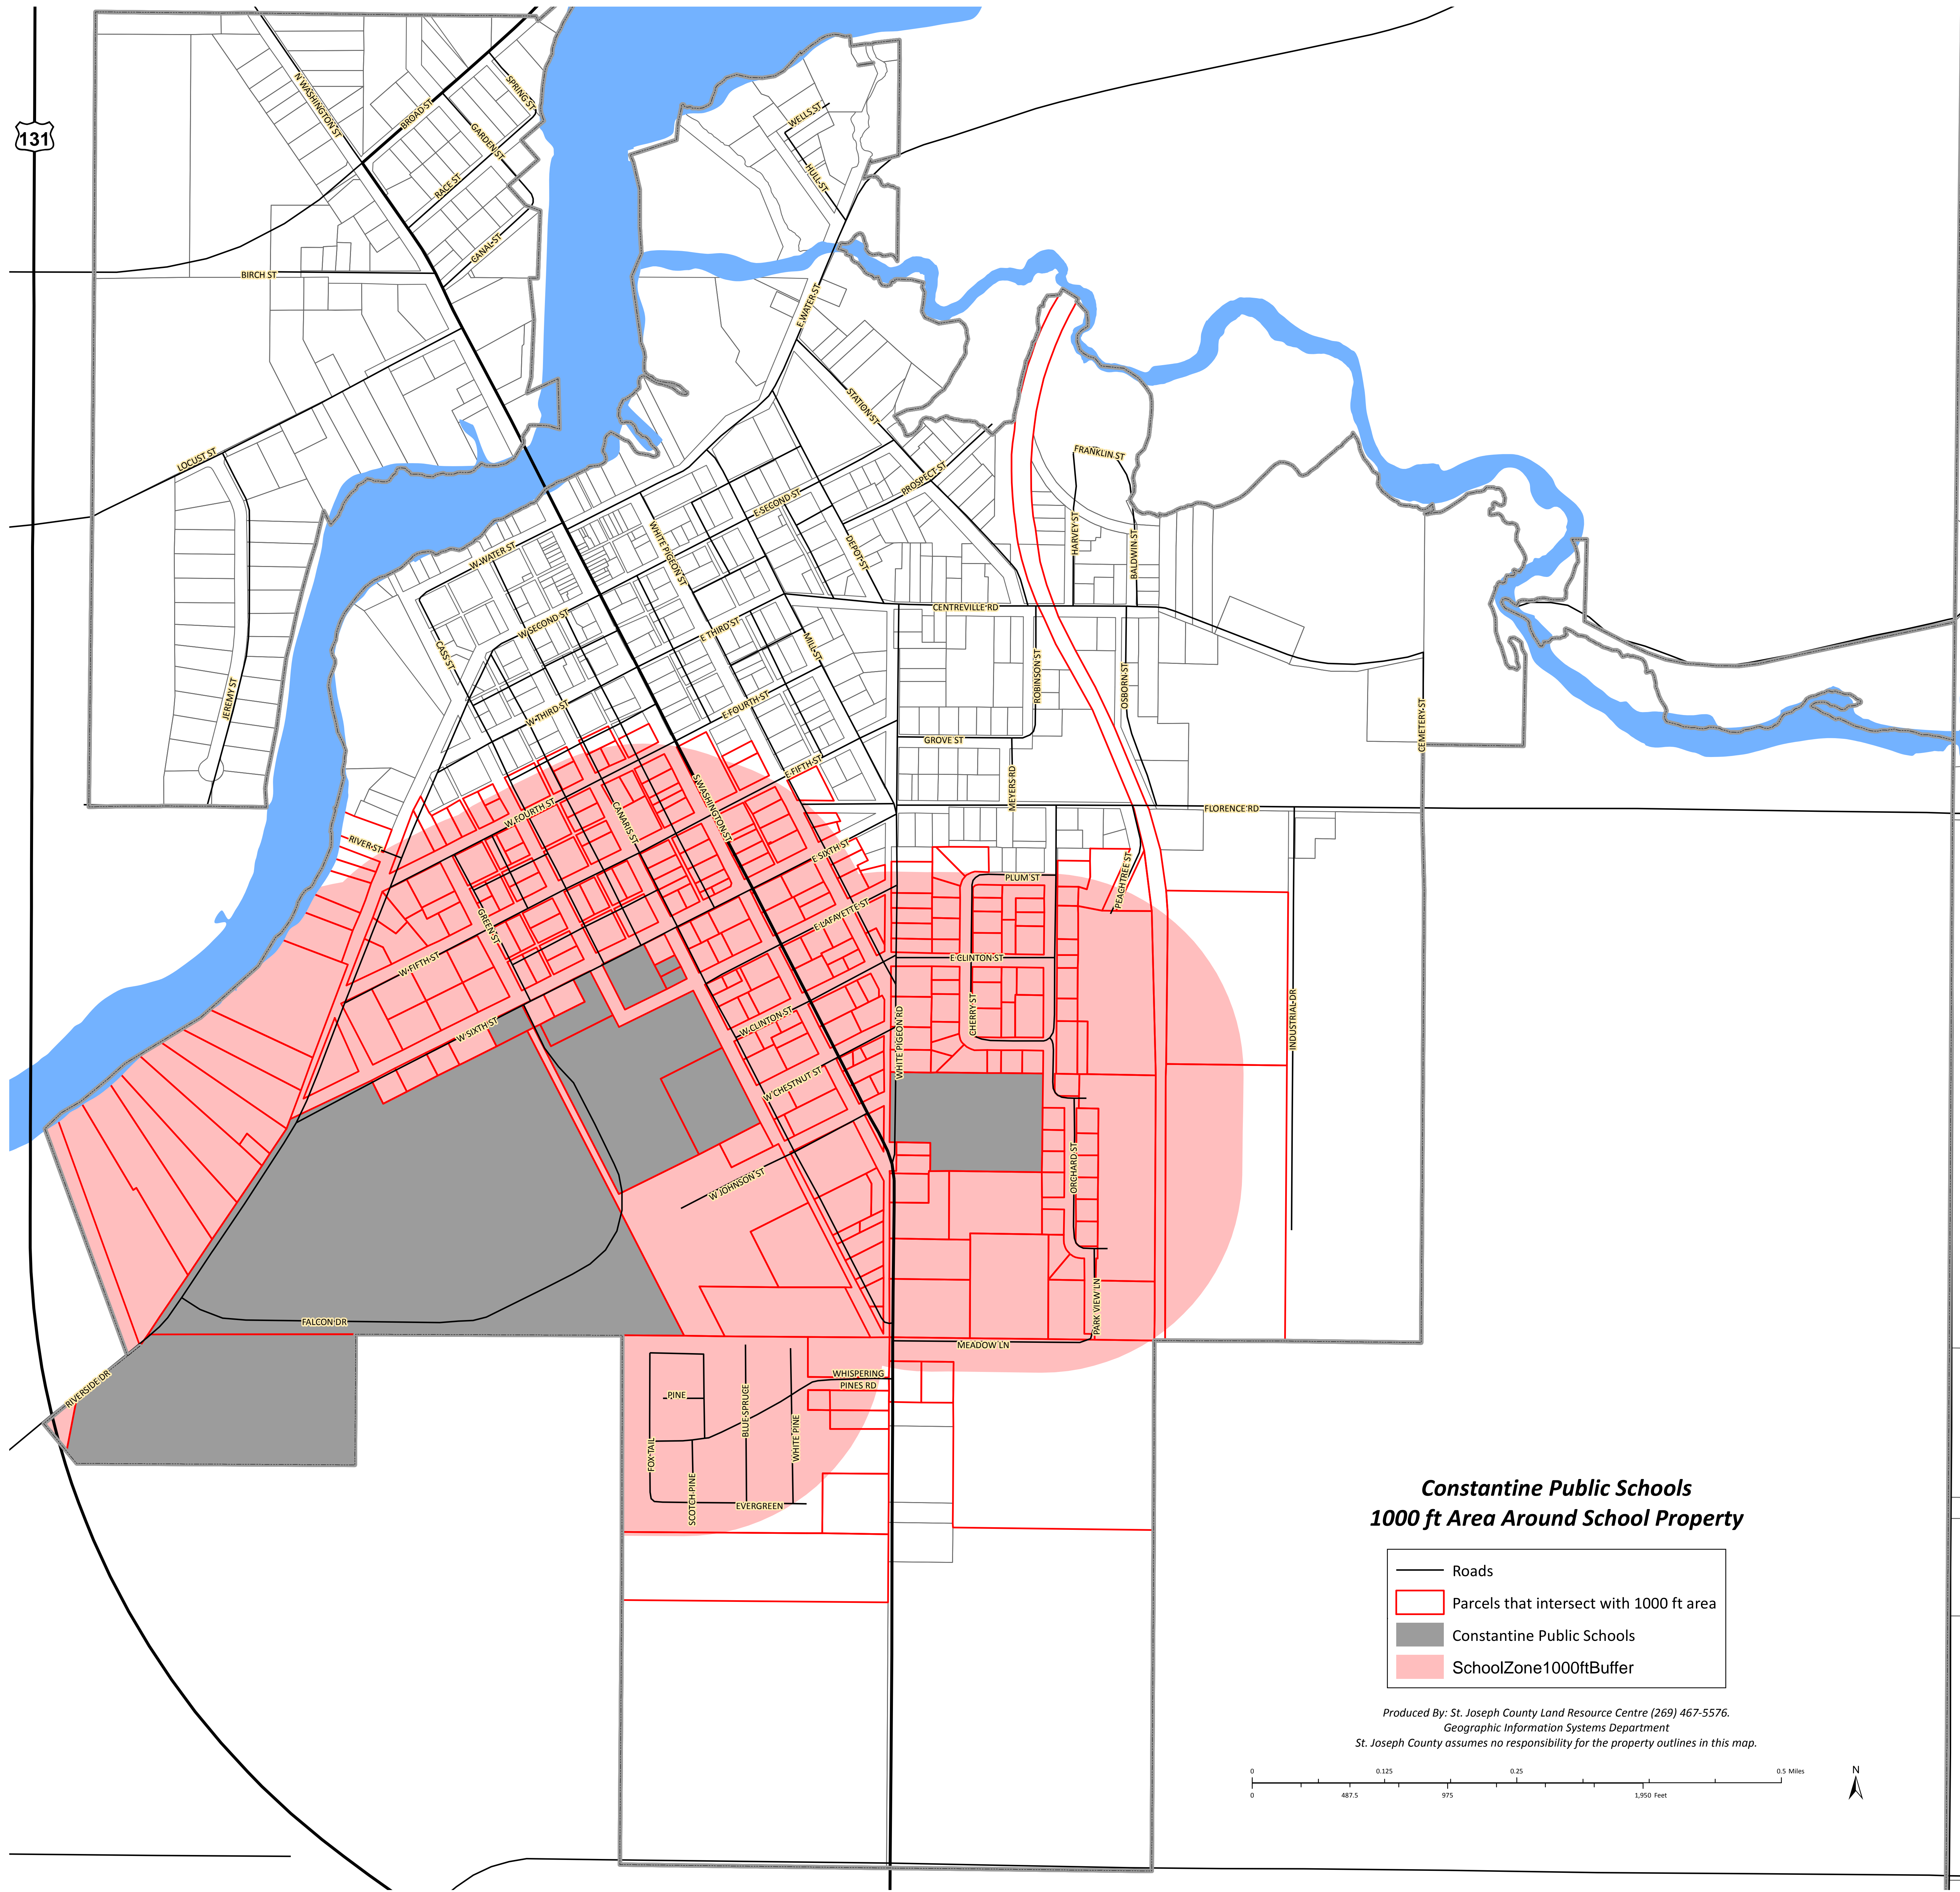 131
N WASHINGTON ST
BROAD ST
SPRING ST
GARDEN ST
RACE ST
CANAL ST
BIRCH ST
WELLS ST
HULL ST
E WATER ST
STATION ST
LOCUST ST
PROSPECT ST
FRANKLIN ST
E SECOND ST
WHITE PIGEON ST
HARVEY ST
BALDWIN ST
DEPOT ST
W WATER ST
CENTREVILLE RD
W SECOND ST
E THIRD ST
MILL ST
CASS ST
ROBINSON ST
OSBORN ST
JEREMY ST
W THIRD ST
E FOURTH ST
CEMETERY ST
GROVE ST
E FIFTH ST
MEYERS RD
S WASHINGTON ST
FLORENCE RD
W FOURTH ST
CANARIS ST
RIVER ST
E SIXTH ST
PLUM ST
PEACHTREE ST
GREEN ST
E LAFAYETTE ST
W FIFTH ST
E CLINTON ST
CHERRY ST
INDUSTRIAL DR
W SIXTH ST
W CLINTON ST
WHITE PIGEON RD
W CHESTNUT ST
ORCHARD ST
W JOHNSON ST
PARK VIEW LN
FALCON DR
MEADOW LN
RIVERSIDE DR
WHISPERING
PINES RD
PINE
BLUE SPRUCE
WHITE PINE
FOX TAIL
SCOTCH PINE
EVERGREEN
Constantine Public Schools
1000 ft Area Around School Property
Roads
Parcels that intersect with 1000 ft area
Constantine Public Schools
SchoolZone1000ftBuffer
Produced By: St. Joseph County Land Resource Centre (269) 467-5576.
Geographic Information Systems Department
St. Joseph County assumes no responsibility for the property outlines in this map.
0 0.125 0.25 0.5 Miles
0 487.5 975 1,950 Feet
N